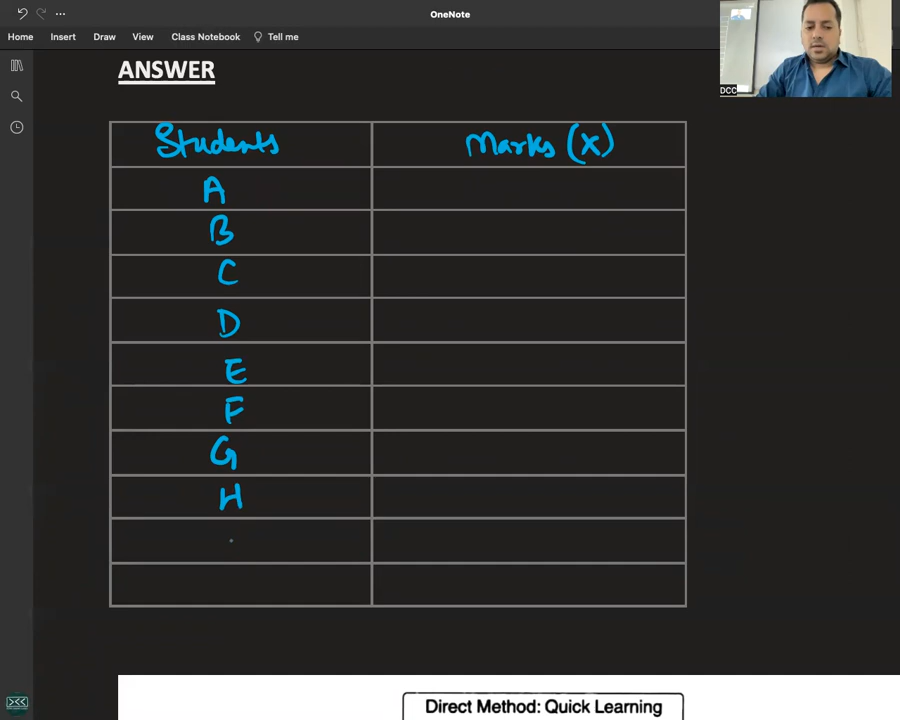 OneNote
Home Insert Draw View Class Notebook Tell me
DCC
ANSWER
Students Marks (X)
A
B
C
D
E
F
G
H
Direct Method: Quick Learning